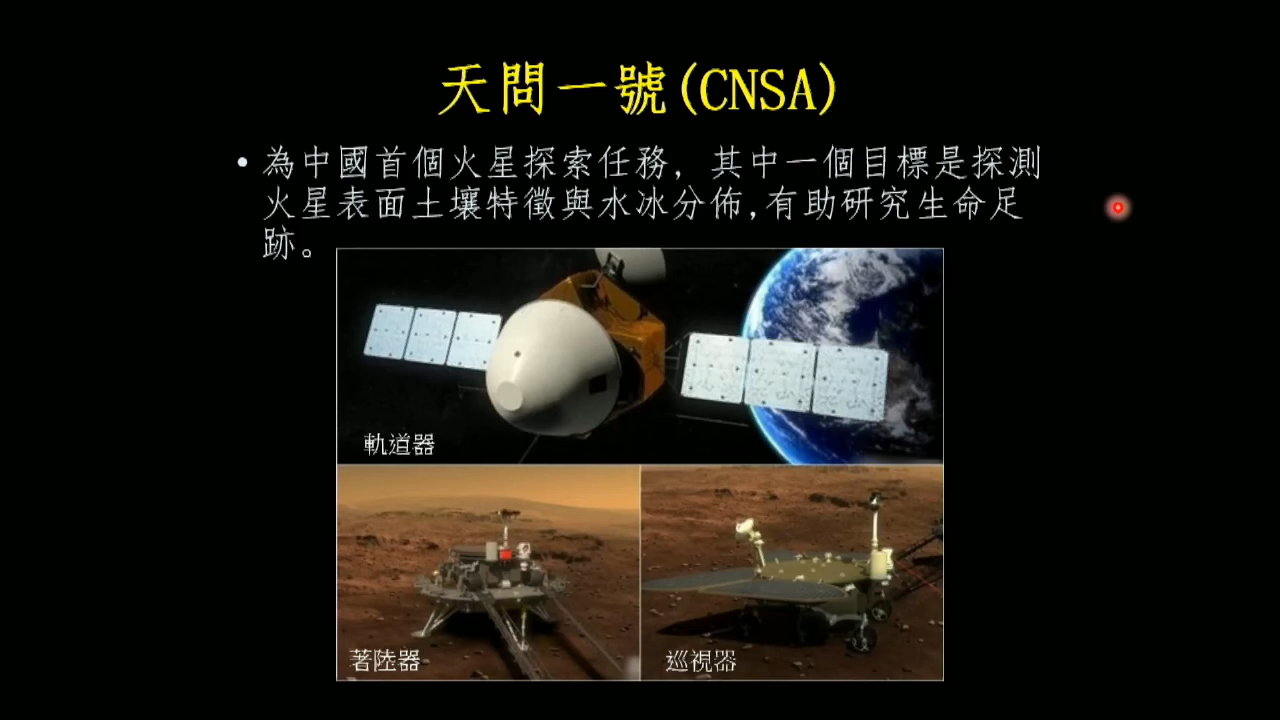 天問一號(CNSA)
• 為中國首個火星探索任務, 其中一個目標是探測
火星表面土壤特徵與水冰分佈,有助研究生命足
跡。
軌道器
著陸器
巡視器